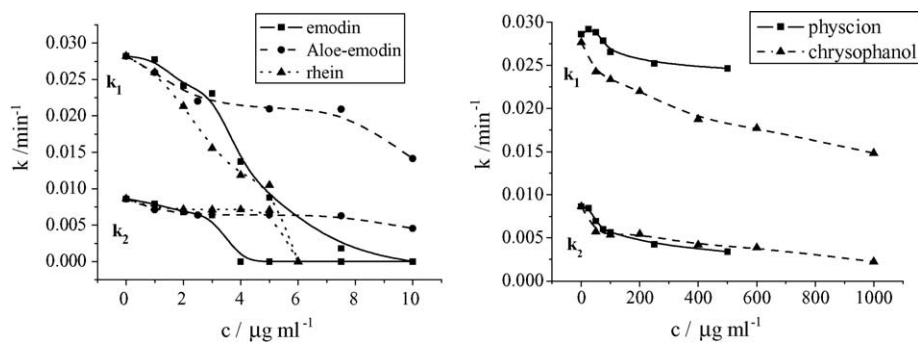 k /min⁻¹
0.030
0.025
0.020
0.015
0.010
0.005
0.000
k₁
k₂
emodin
Aloe-emodin
rhein
0 2 4 6 8 10
c / μg ml⁻¹
k /min⁻¹
0.030
0.025
0.020
0.015
0.010
0.005
0.000
k₁
k₂
physcion
chrysophanol
0 200 400 600 800 1000
c / μg ml⁻¹